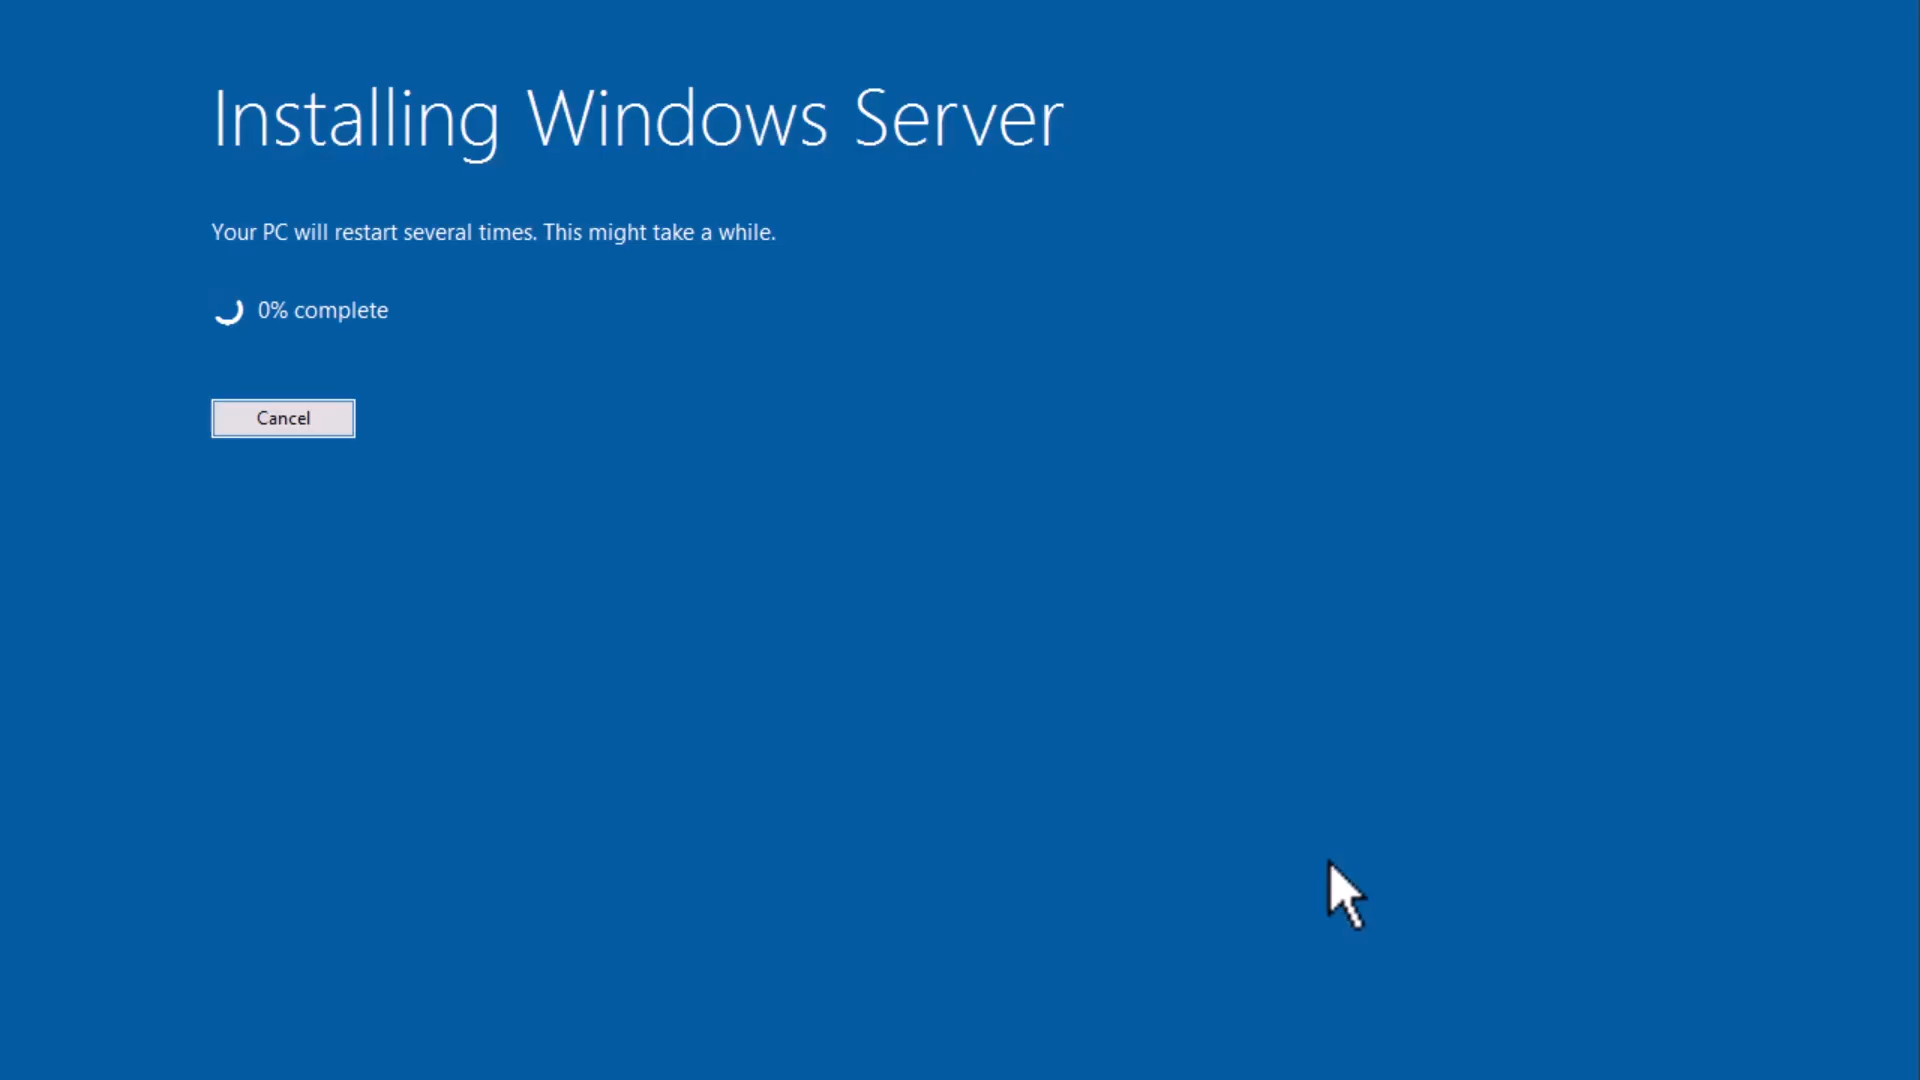 Installing Windows Server
Your PC will restart several times. This might take a while.
0% complete
Cancel